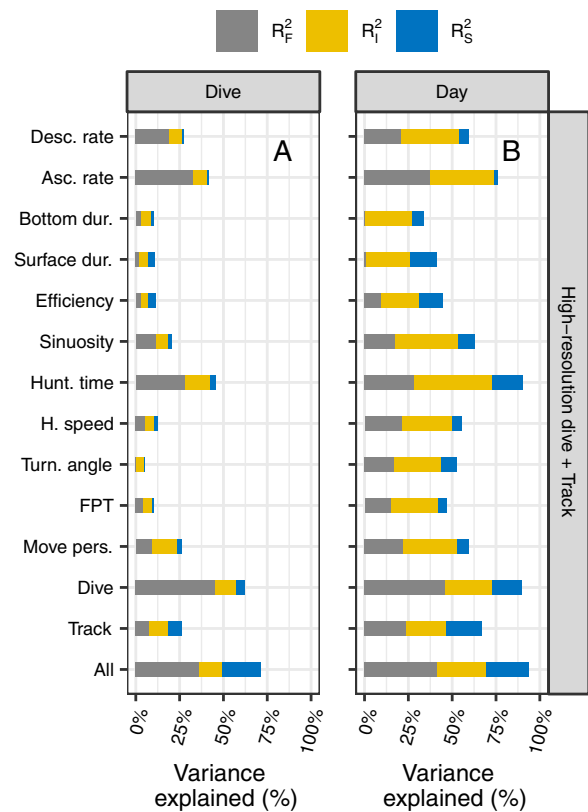 R²F R²I R²S
Dive Day
A B
Desc. rate
Asc. rate
Bottom dur.
Surface dur.
Efficiency
Sinuosity
Hunt. time
H. speed
Turn. angle
FPT
Move pers.
Dive
Track
All
High−resolution dive + Track
0% 25% 50% 75% 100% 0% 25% 50% 75% 100%
Variance Variance
explained (%) explained (%)